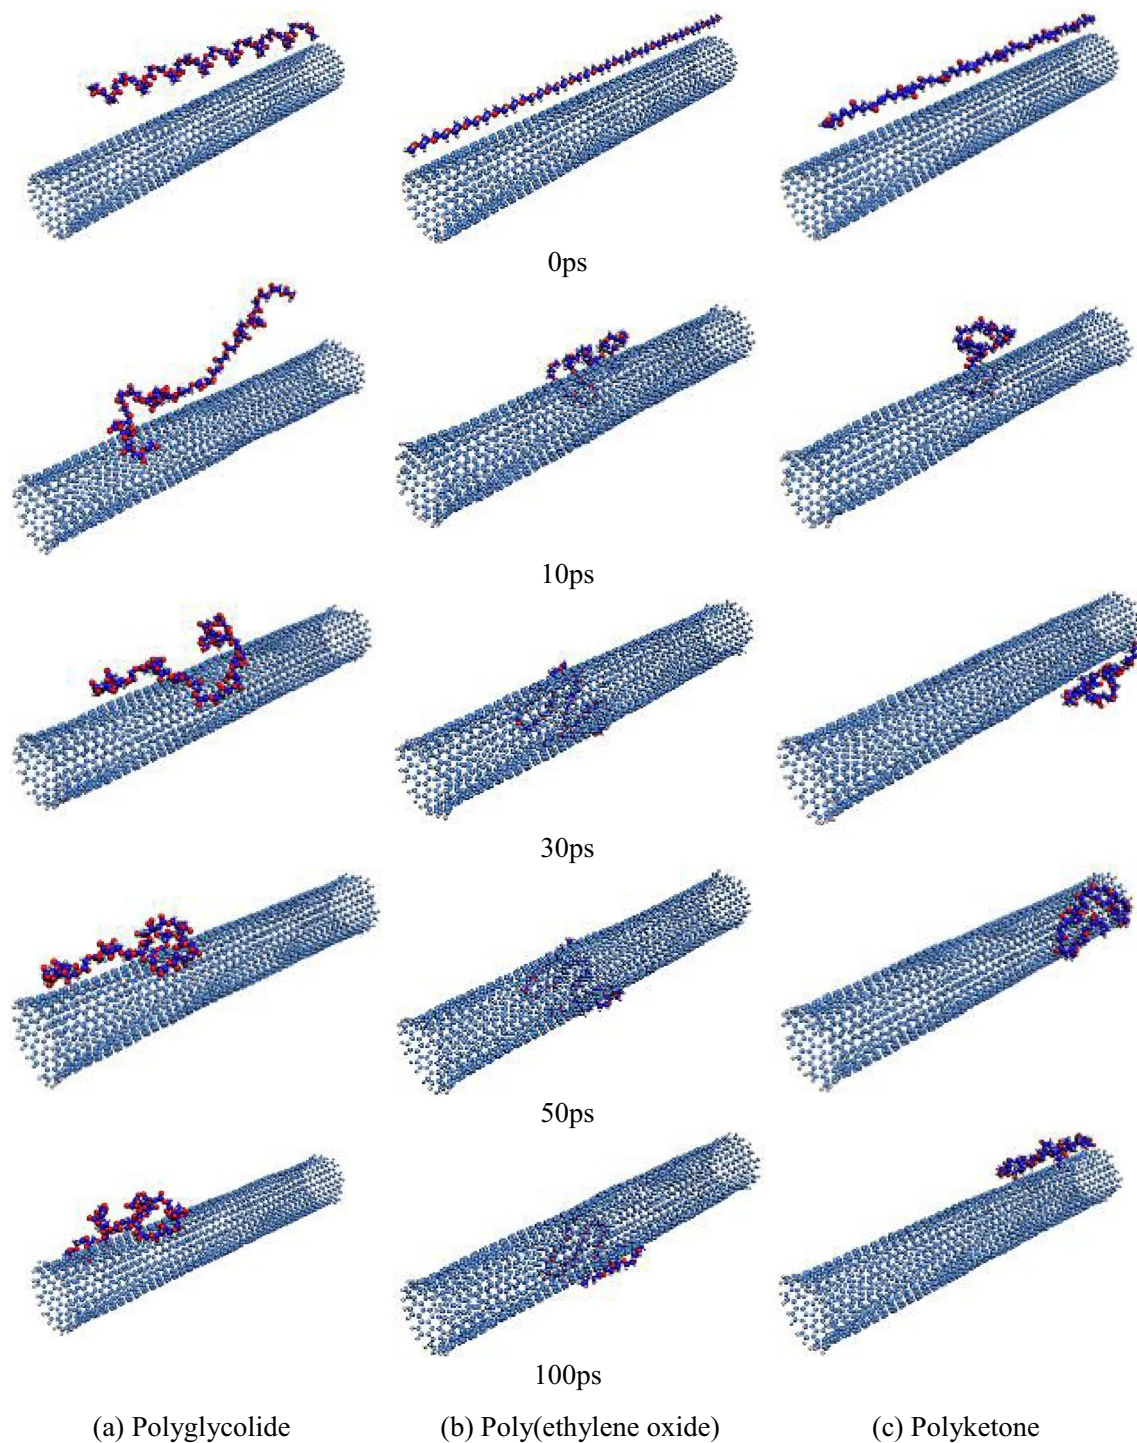 0ps
10ps
30ps
50ps
100ps
(a) Polyglycolide (b) Poly(ethylene oxide) (c) Polyketone